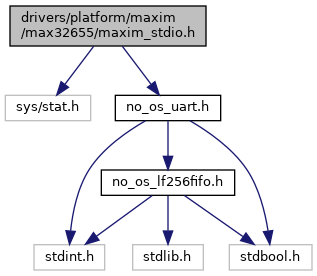 drivers/platform/maxim
/max32655/maxim_stdio.h
sys/stat.h
no_os_uart.h
no_os_lf256fifo.h
stdint.h
stdlib.h
stdbool.h